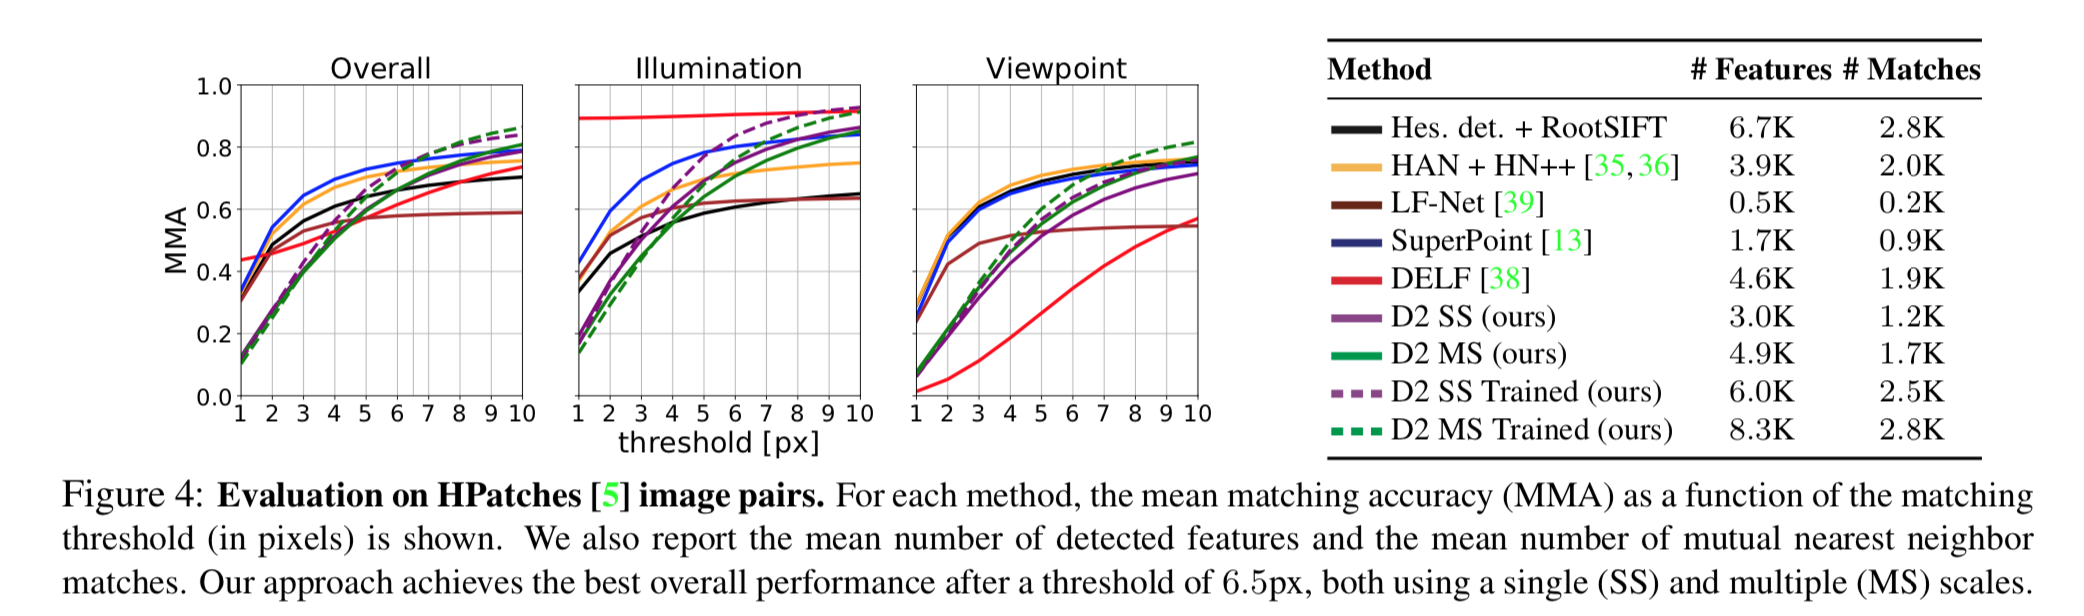 Overall
Illumination
Viewpoint
MMA
1.0
0.8
0.6
0.4
0.2
0.0
1 2 3 4 5 6 7 8 9 10
1 2 3 4 5 6 7 8 9 10
1 2 3 4 5 6 7 8 9 10
threshold [px]
Method # Features # Matches
Hes. det. + RootSIFT 6.7K 2.8K
HAN + HN++ [35, 36] 3.9K 2.0K
LF-Net [39] 0.5K 0.2K
SuperPoint [13] 1.7K 0.9K
DELF [38] 4.6K 1.9K
D2 SS (ours) 3.0K 1.2K
D2 MS (ours) 4.9K 1.7K
D2 SS Trained (ours) 6.0K 2.5K
D2 MS Trained (ours) 8.3K 2.8K
Figure 4: Evaluation on HPatches [5] image pairs. For each method, the mean matching accuracy (MMA) as a function of the matching
threshold (in pixels) is shown. We also report the mean number of detected features and the mean number of mutual nearest neighbor
matches. Our approach achieves the best overall performance after a threshold of 6.5px, both using a single (SS) and multiple (MS) scales.